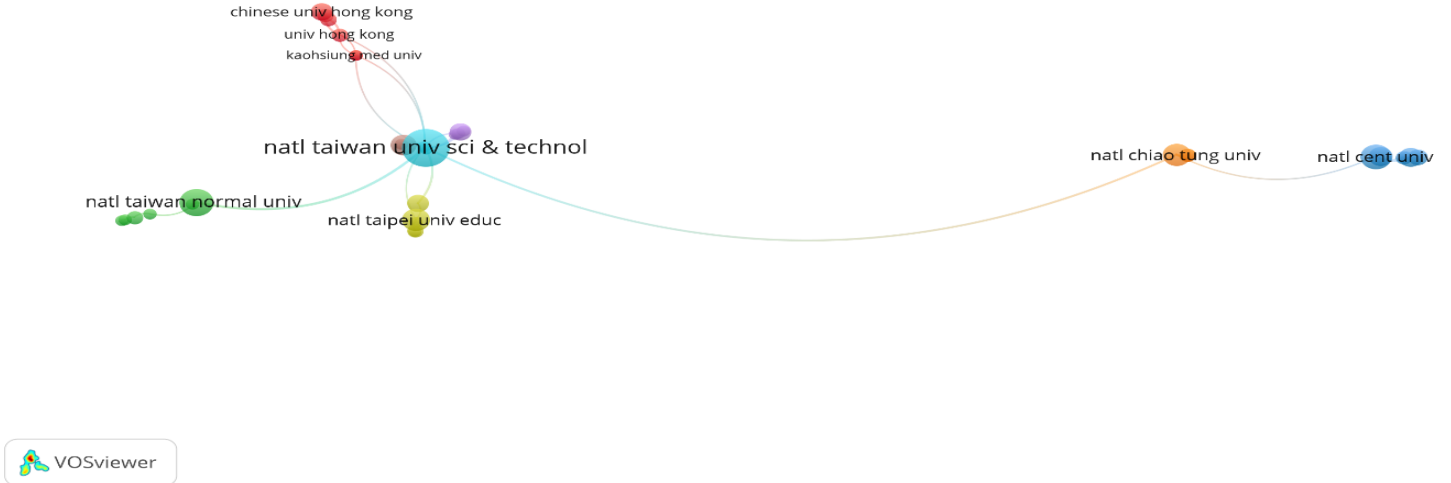 chinese univ hong kong
univ hong kong
kaohsiung med univ
natl taiwan univ sci & technol
natl chiao tung univ
natl cent univ
natl taiwan normal univ
natl taipei univ educ
VOSviewer